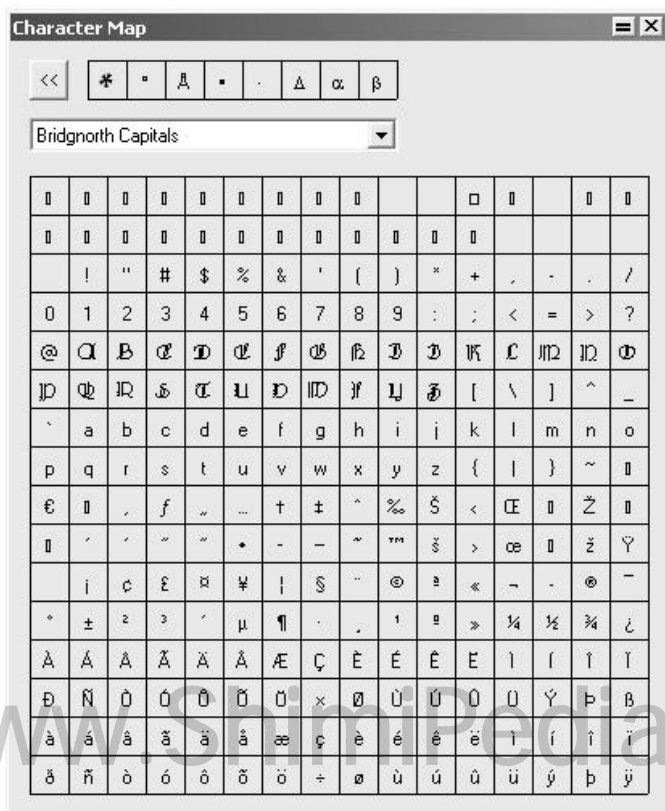 Character Map
<< * ° Å ▪ · Δ α β
Bridgnorth Capitals
! " # $ % & ' ( ) * + , - . /
0 1 2 3 4 5 6 7 8 9 : ; < = > ?
@ A B C D E F G H I J K L M N O
P Q R S T U V W X Y Z [ \ ] ^ _
` a b c d e f g h i j k l m n o
p q r s t u v w x y z { | } ~
€ ‚ ƒ „ … † ‡ ˆ ‰ Š ‹ Œ Ž
‘ ’ “ ” • – — ˜ ™ š › œ ž Ÿ
¡ ¢ £ ¤ ¥ ¦ § ¨ © ª « ¬ - ® ¯
° ± ² ³ ´ µ ¶ · ¸ ¹ º » ¼ ½ ¾ ¿
À Á Â Ã Ä Å Æ Ç È É Ê Ë Ì Í Î Ï
Ð Ñ Ò Ó Ô Õ Ö × Ø Ù Ú Û Ü Ý Þ ß
à á â ã ä å æ ç è é ê ë ì í î ï
ð ñ ò ó ô õ ö ÷ ø ù ú û ü ý þ ÿ
ww.ShimiPedia